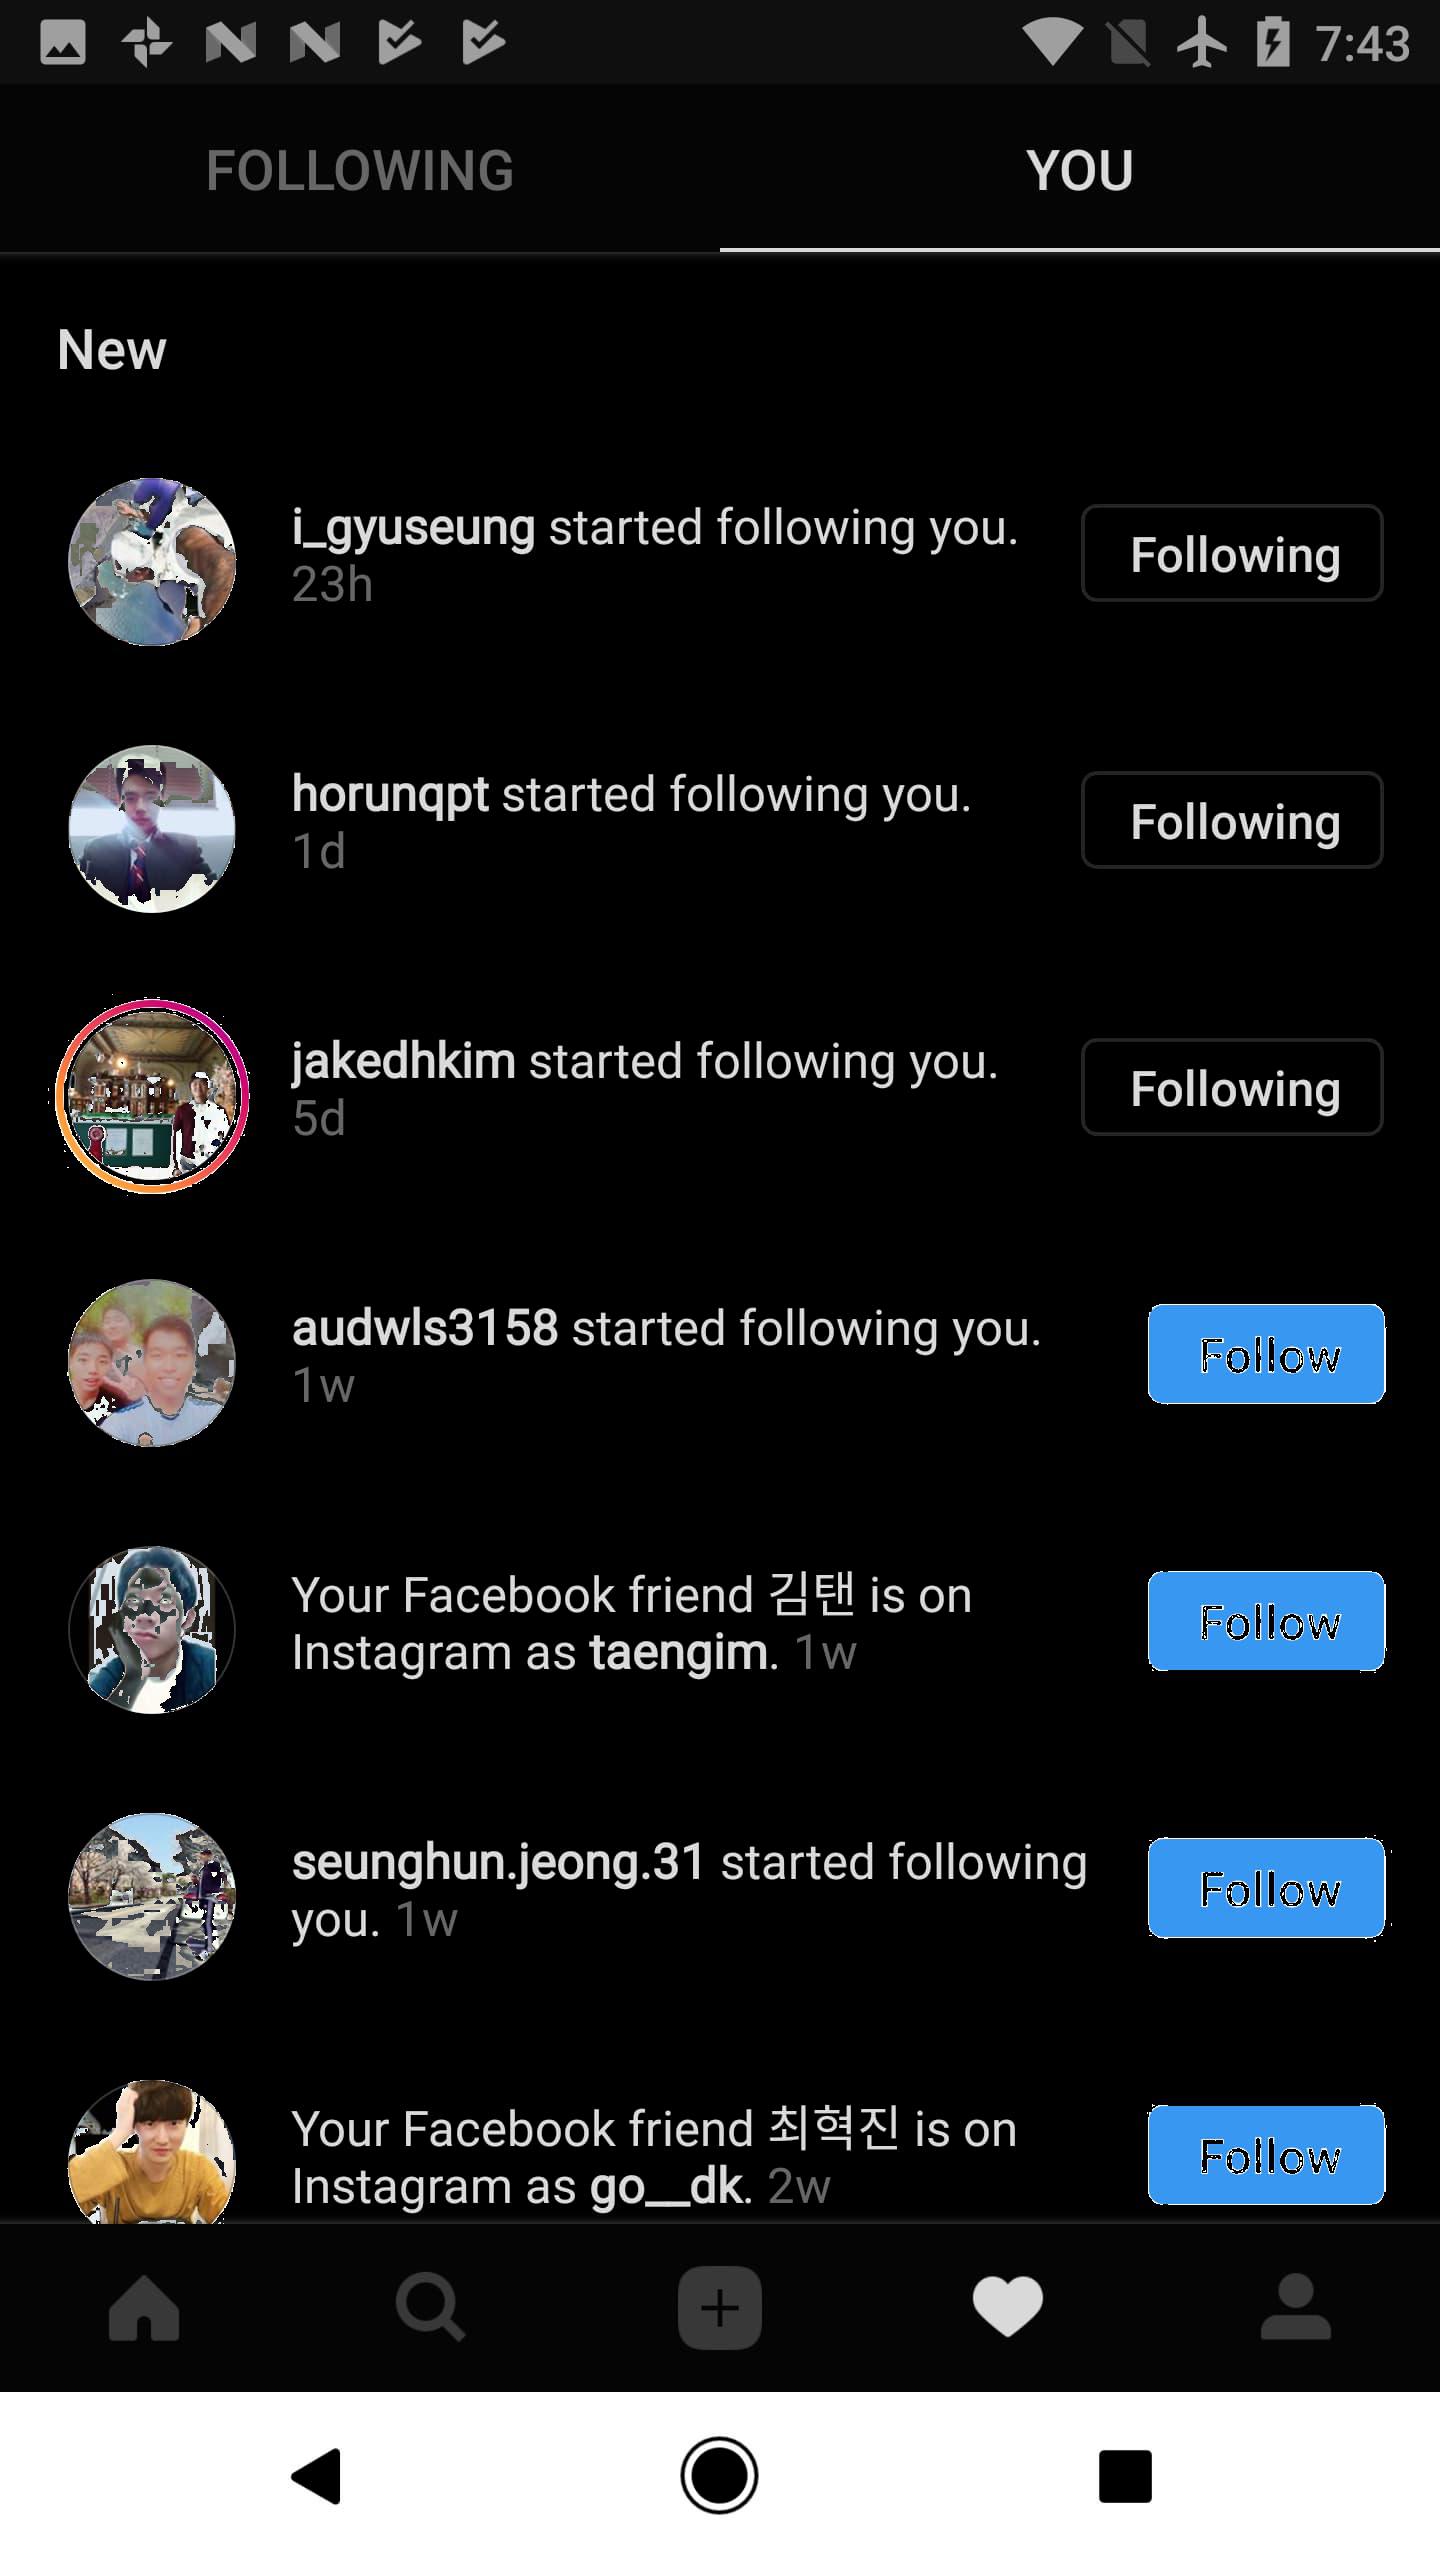 7:43
FOLLOWING
YOU
New
i_gyuseung started following you.
23h
Following
horunqpt started following you.
1d
Following
jakedhkim started following you.
5d
Following
audwls3158 started following you.
1w
Follow
Your Facebook friend 김탠 is on
Instagram as taengim. 1w
Follow
seunghun.jeong.31 started following
you. 1w
Follow
Your Facebook friend 최혁진 is on
Instagram as go__dk. 2w
Follow